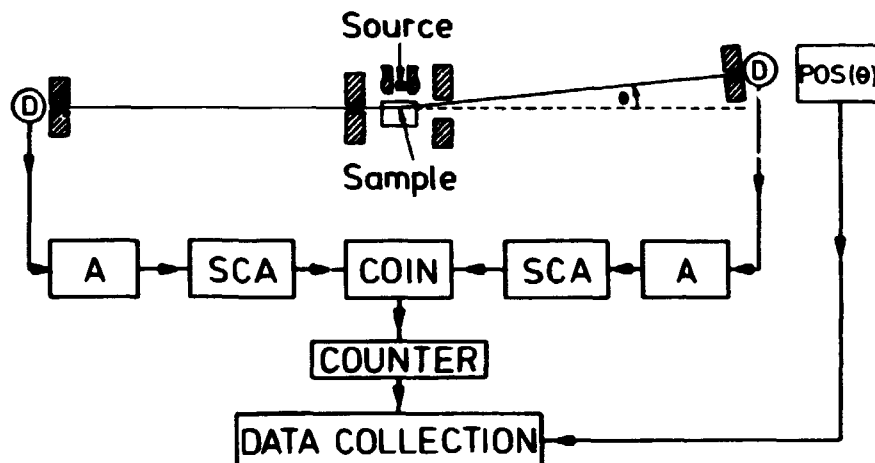 Source
D
D
POS(θ)
θ
Sample
A
SCA
COIN
SCA
A
COUNTER
DATA COLLECTION